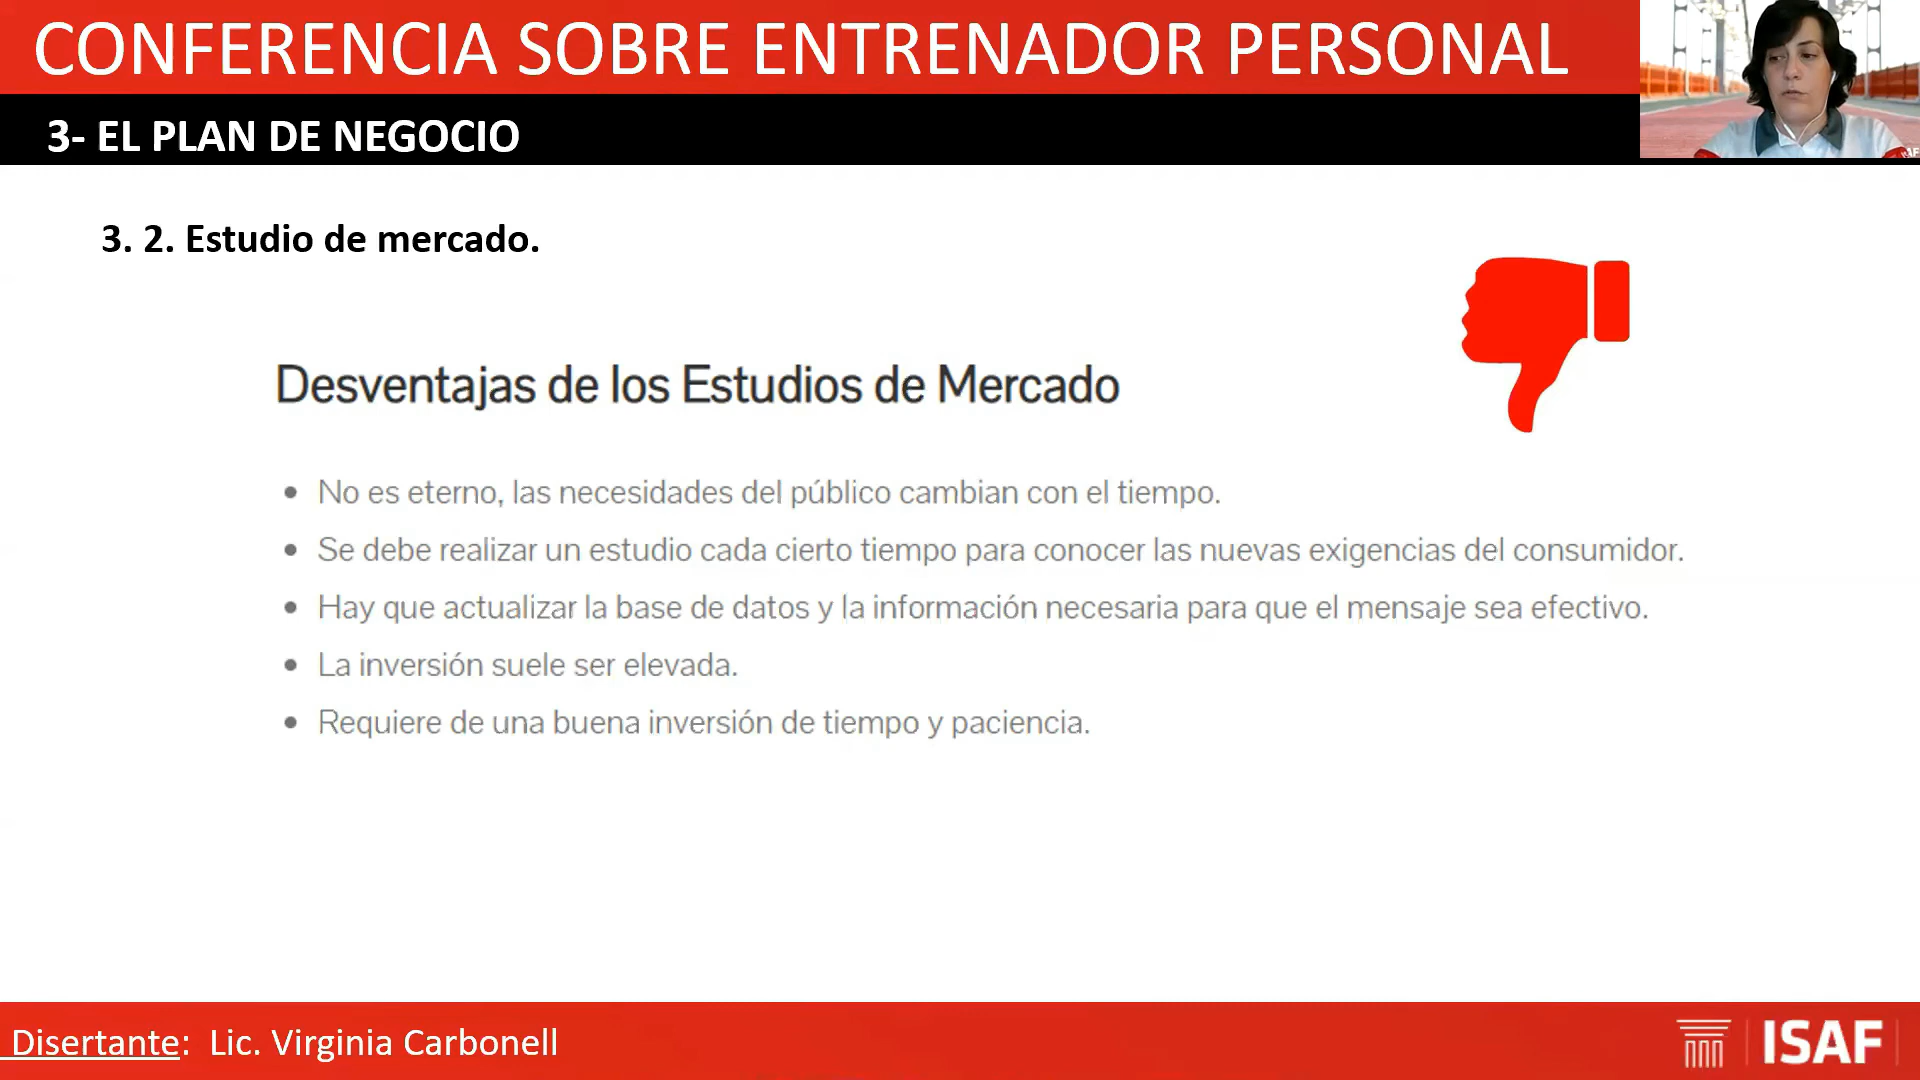 CONFERENCIA SOBRE ENTRENADOR PERSONAL
3- EL PLAN DE NEGOCIO
3. 2. Estudio de mercado.
Desventajas de los Estudios de Mercado
• No es eterno, las necesidades del público cambian con el tiempo.
• Se debe realizar un estudio cada cierto tiempo para conocer las nuevas exigencias del consumidor.
• Hay que actualizar la base de datos y la información necesaria para que el mensaje sea efectivo.
• La inversión suele ser elevada.
• Requiere de una buena inversión de tiempo y paciencia.
Disertante: Lic. Virginia Carbonell
ISAF